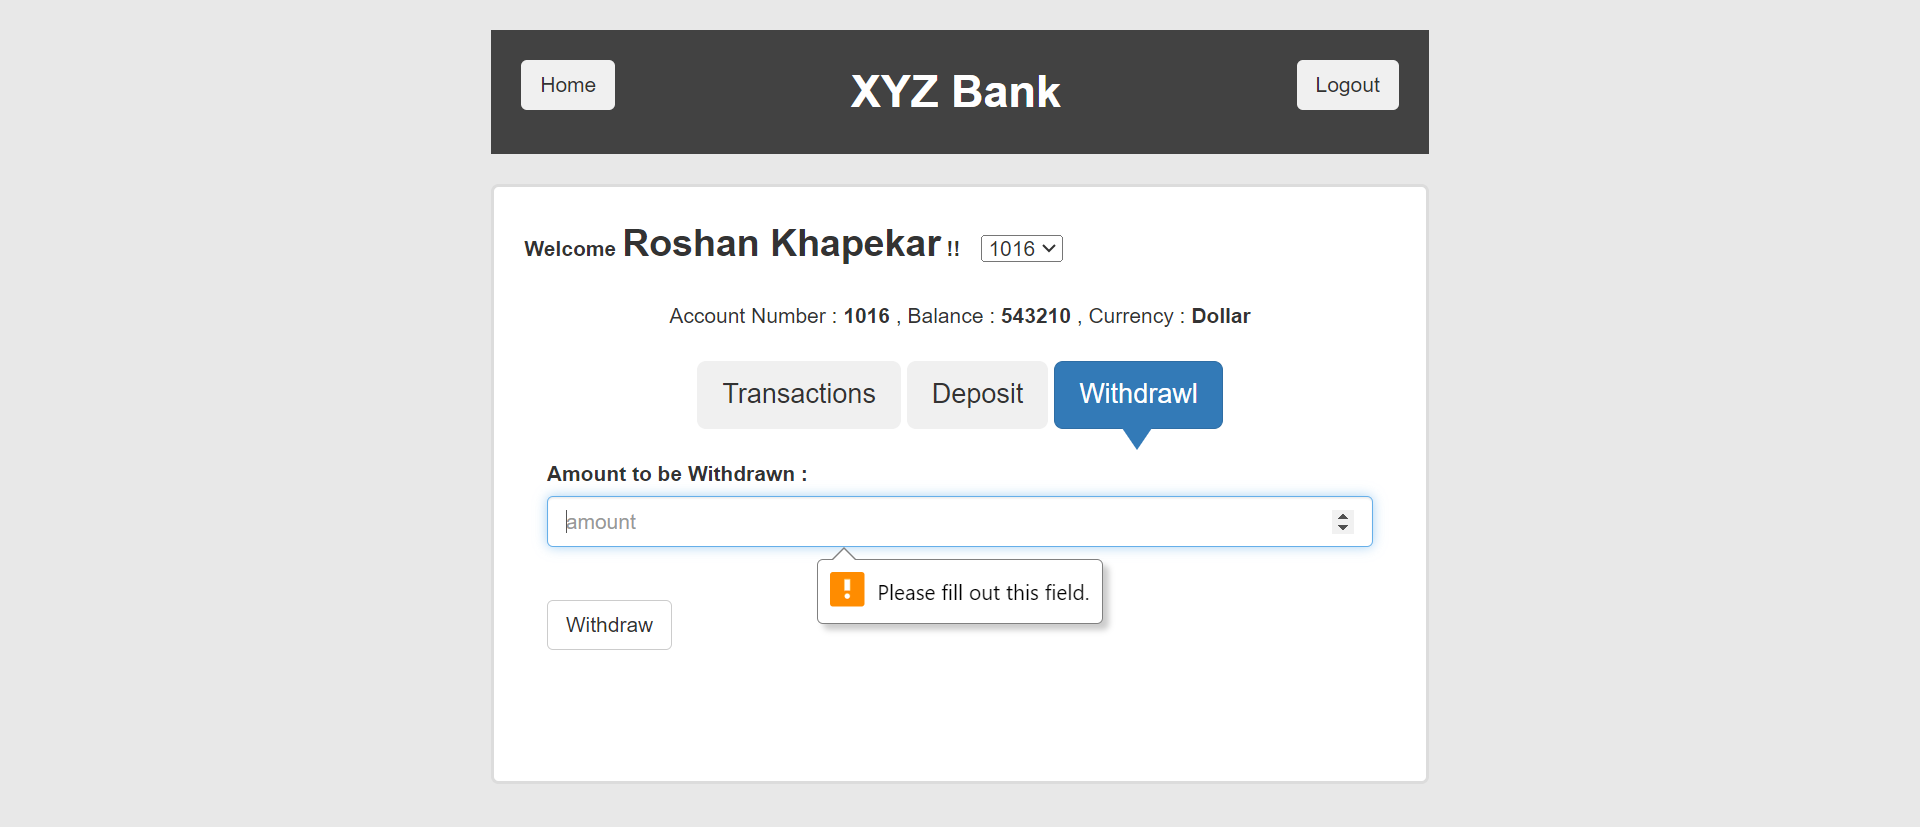 Home XYZ Bank Logout
Welcome Roshan Khapekar !! 1016
Account Number : 1016 , Balance : 543210 , Currency : Dollar
Transactions Deposit Withdrawl
Amount to be Withdrawn :
amount
Please fill out this field.
Withdraw